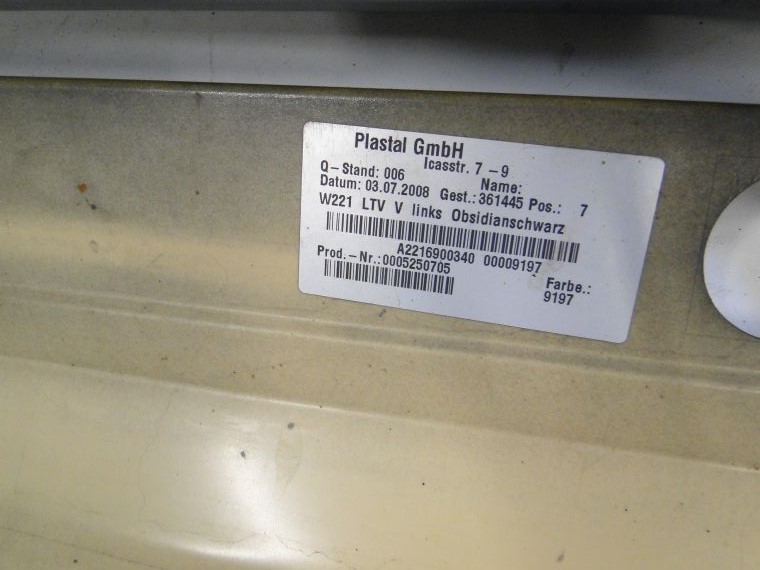 Plastal GmbH
Icasstr. 7-9
Q-Stand: 006 Name:
Datum: 03.07.2008 Gest.: 361445 Pos.: 7
W221 LTV V links Obsidianschwarz
A2216900340 00009197
Prod.-Nr.:0005250705 Farbe.:
9197